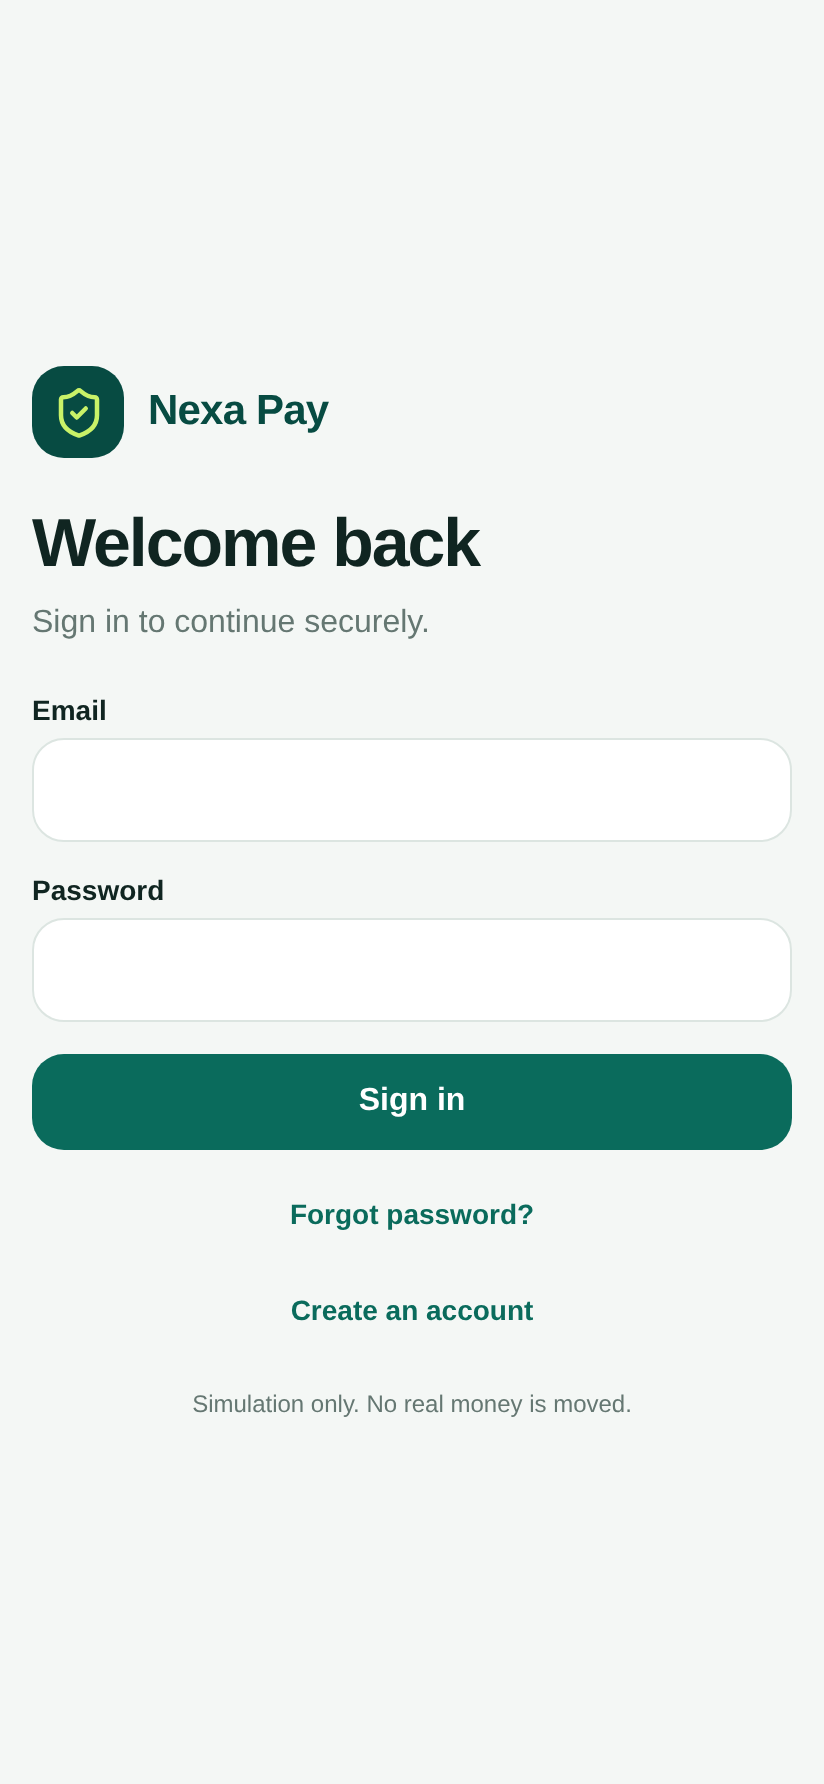 Nexa Pay
Welcome back
Sign in to continue securely.
Email
Password
Sign in
Forgot password?
Create an account
Simulation only. No real money is moved.